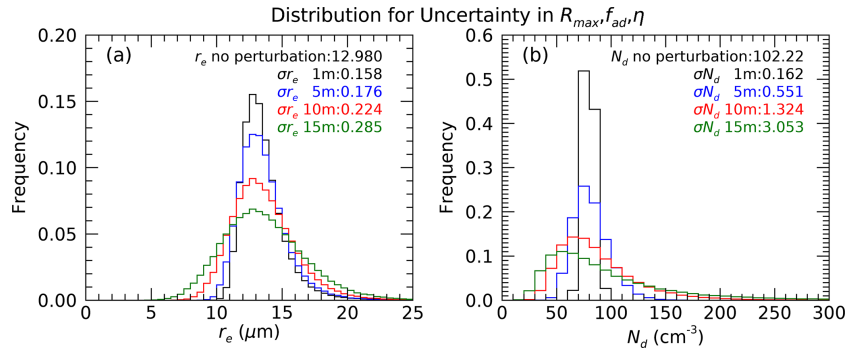 Distribution for Uncertainty in R_max,f_ad,η
(a)
r_e no perturbation:12.980
σr_e 1m:0.158
σr_e 5m:0.176
σr_e 10m:0.224
σr_e 15m:0.285
Frequency
0.20
0.15
0.10
0.05
0.00
0 5 10 15 20 25
r_e (μm)
(b)
N_d no perturbation:102.22
σN_d 1m:0.162
σN_d 5m:0.551
σN_d 10m:1.324
σN_d 15m:3.053
Frequency
0.6
0.5
0.4
0.3
0.2
0.1
0.0
0 50 100 150 200 250 300
N_d (cm⁻³)